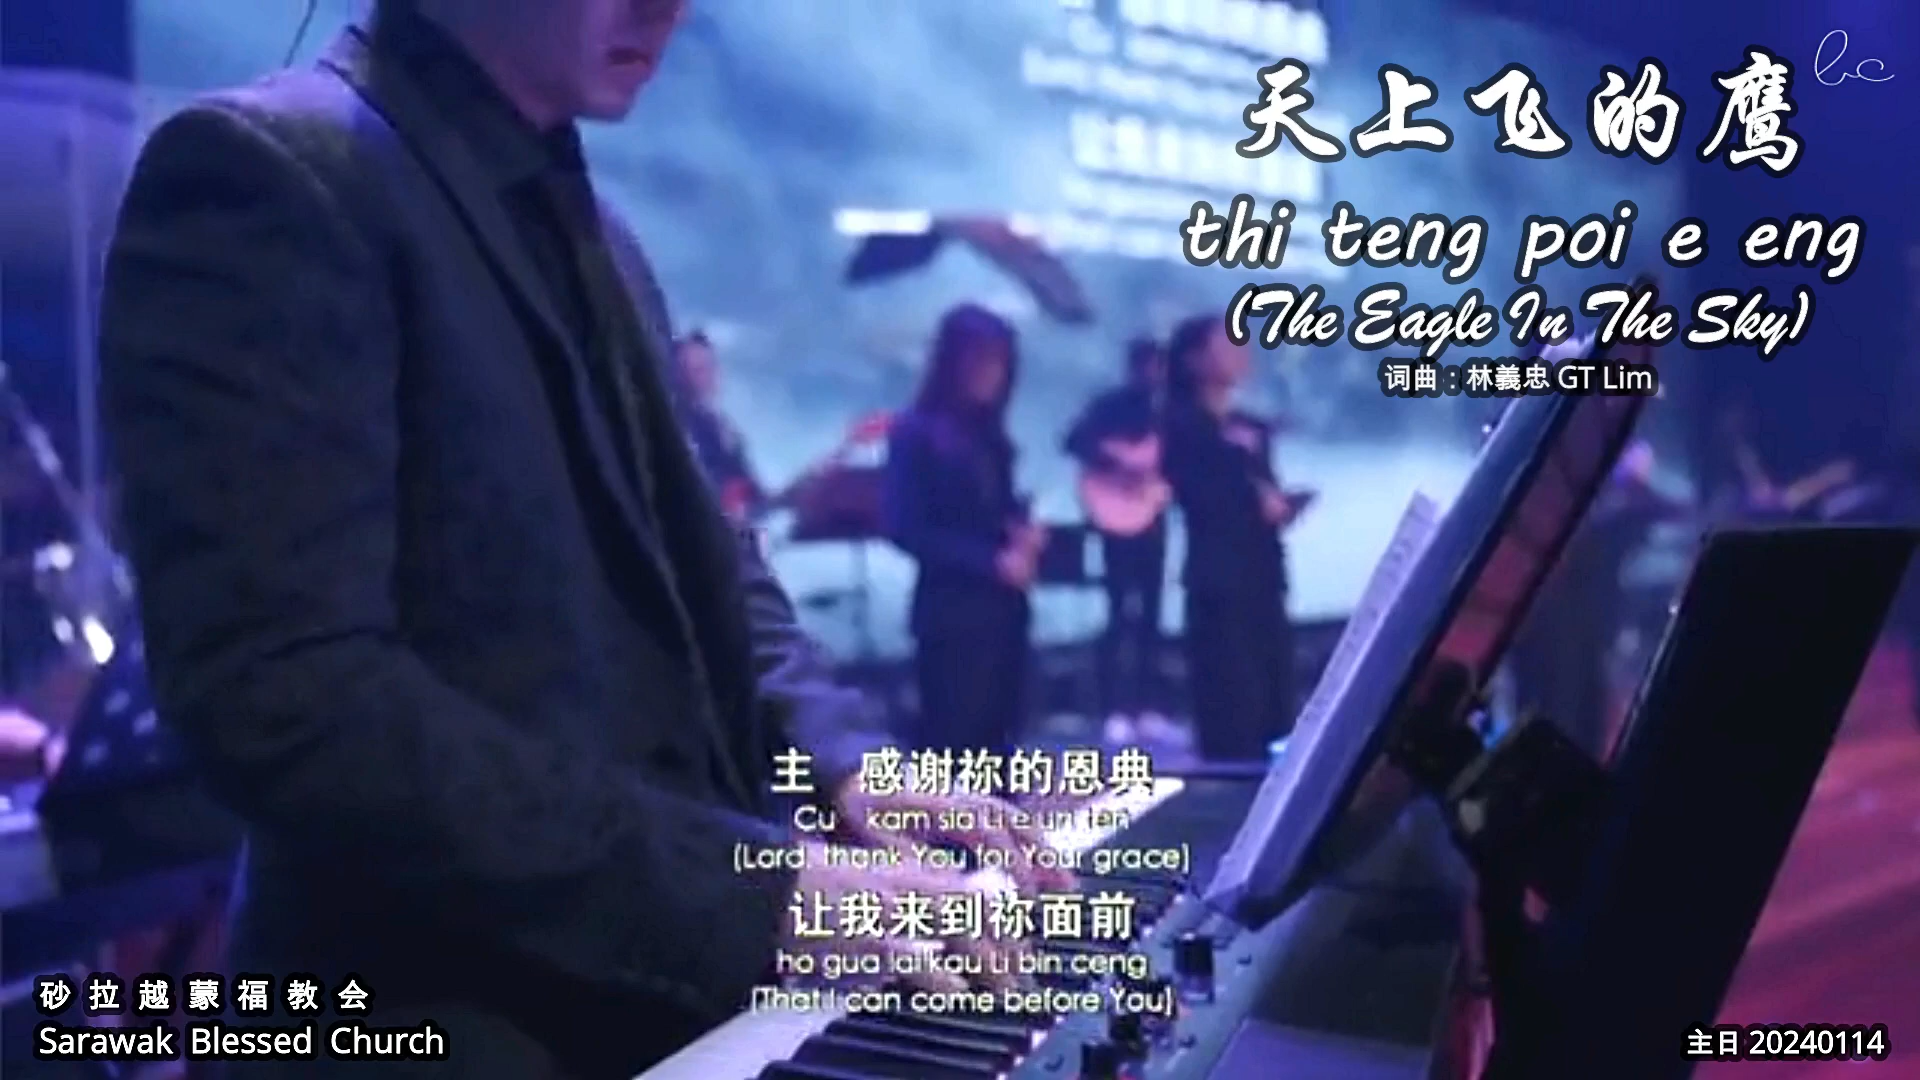 天上飞的鹰
thi teng poi e eng
(The Eagle In The Sky)
词曲：林義忠 GT Lim
主 感谢祢的恩典
Cu kam sia Li e un ten
(Lord, thank You for Your grace)
让我来到祢面前
ho gua lai kau Li bin ceng
(That I can come before You)
砂拉越蒙福教会
Sarawak Blessed Church
主日 20240114